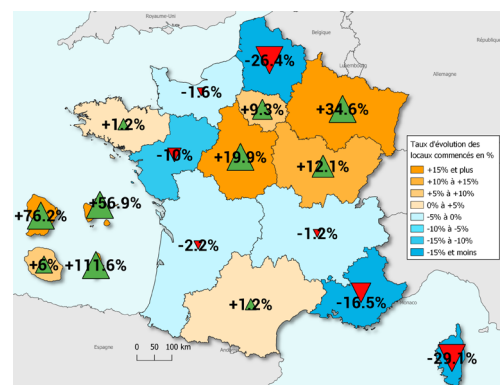 Royaume-Uni
Belgique
-26.4%
Luxembourg
République
Allemagne
-1.6%
+9.3%
+34.6%
+1.2%
-10%
+19.9%
+12.1%
Taux d'évolution des
locaux commencés en %
+15% et plus
+10% à +15%
+5% à +10%
0% à +5%
-5% à 0%
-10% à -5%
-15% à -10%
-15% et moins
+56.9%
+76.2%
+6%
+111.6%
-2.2%
-1.2%
+1.2%
-16.5%
Monaco
Espagne
0 50 100 km
-29.1%